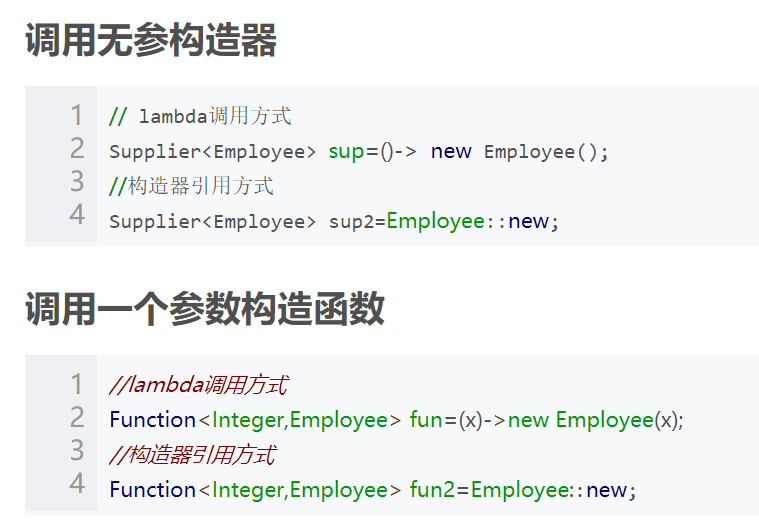 调用无参构造器
1 // lambda调用方式
2 Supplier<Employee> sup=()-> new Employee();
3 //构造器引用方式
4 Supplier<Employee> sup2=Employee::new;
调用一个参数构造函数
1 //lambda调用方式
2 Function<Integer,Employee> fun=(x)->new Employee(x);
3 //构造器引用方式
4 Function<Integer,Employee> fun2=Employee::new;